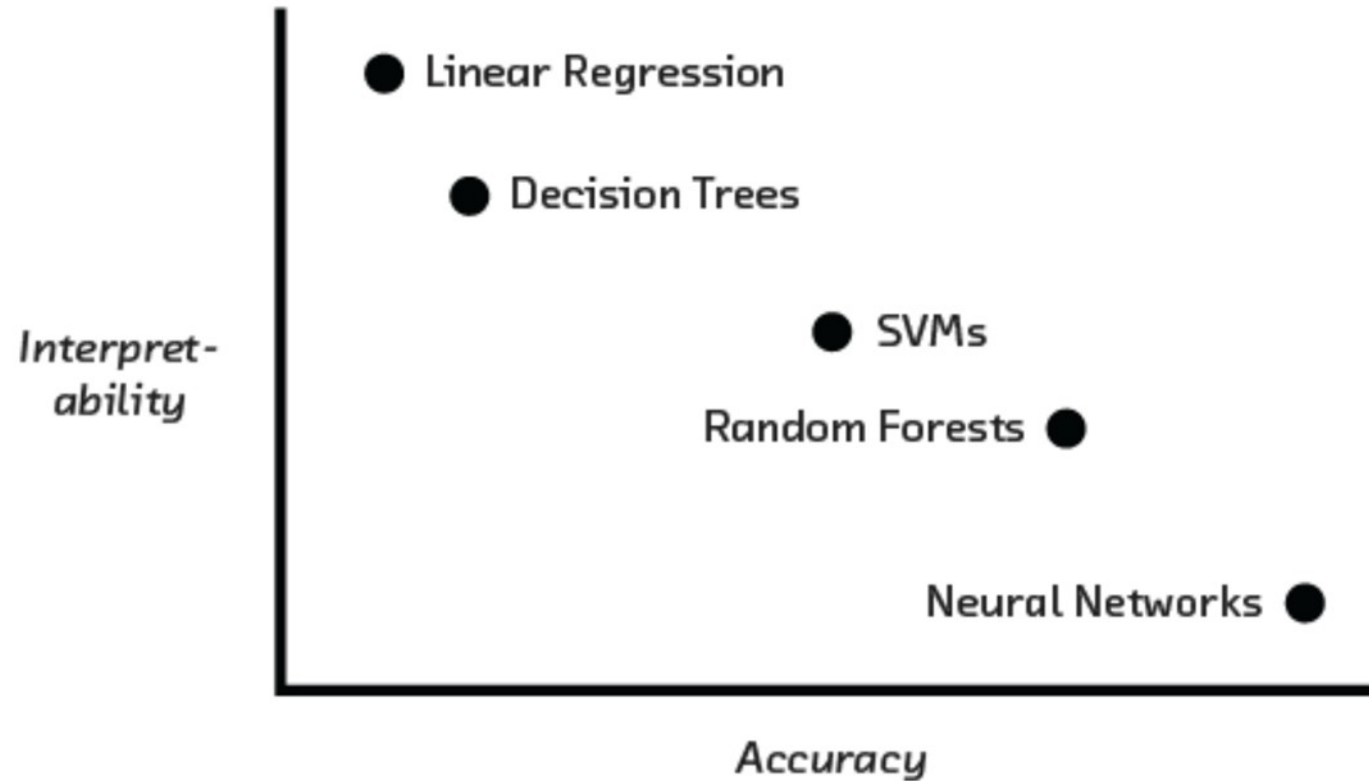 Linear Regression
Decision Trees
SVMs
Interpret-
ability
Random Forests
Neural Networks
Accuracy